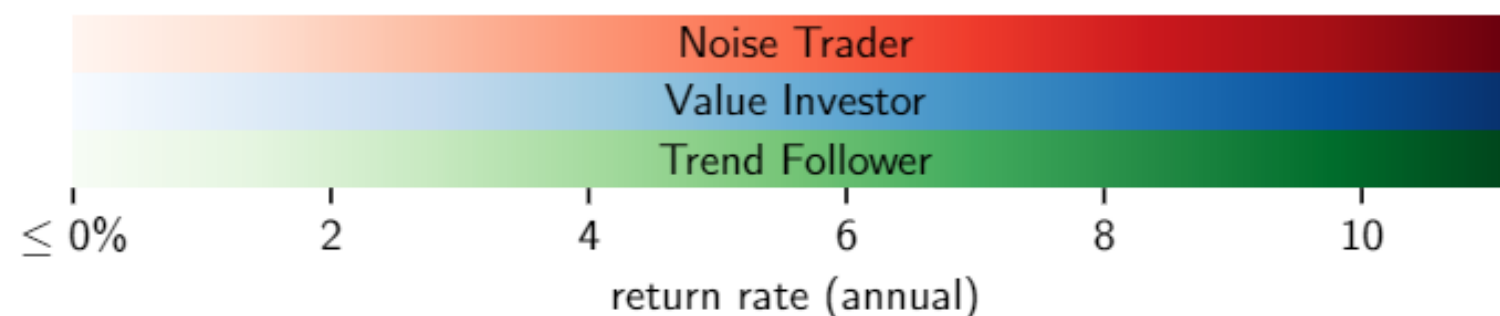 Noise Trader
Value Investor
Trend Follower
≤ 0% 2 4 6 8 10
return rate (annual)